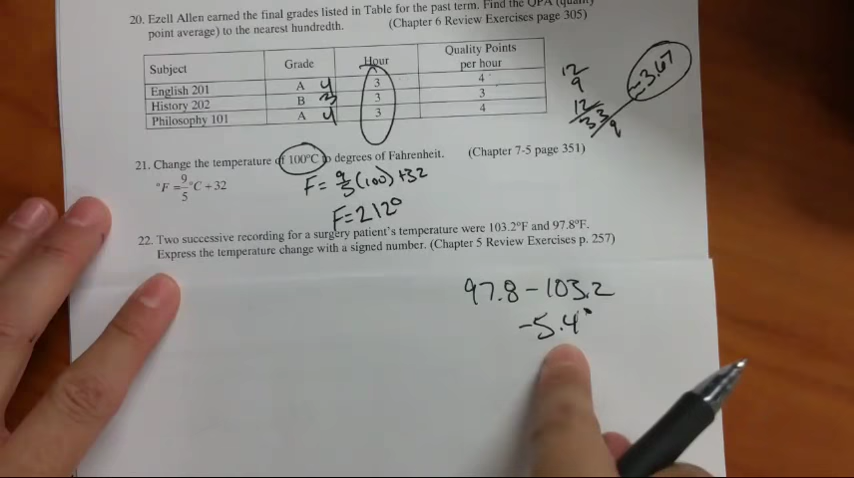 20. Ezell Allen earned the final grades listed in Table for the past term. Find the QPA (quality
point average) to the nearest hundredth. (Chapter 6 Review Exercises page 305)
Subject Grade Hour Quality Points per hour
English 201 A 4 3 4
History 202 B 3 3 3
Philosophy 101 A 4 3 4
12
9
12
33
9
≈3.67
21. Change the temperature of 100°C to degrees of Fahrenheit. (Chapter 7-5 page 351)
°F = 9/5 °C + 32
F = 9/5 (100) + 32
F = 212°
22. Two successive recording for a surgery patient's temperature were 103.2°F and 97.8°F.
Express the temperature change with a signed number. (Chapter 5 Review Exercises p. 257)
97.8 - 103.2
-5.4°